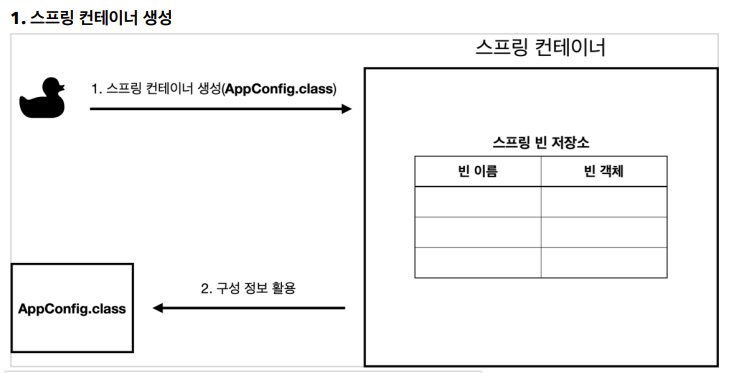 1. 스프링 컨테이너 생성
스프링 컨테이너
1. 스프링 컨테이너 생성(AppConfig.class)
스프링 빈 저장소
빈 이름
빈 객체
2. 구성 정보 활용
AppConfig.class